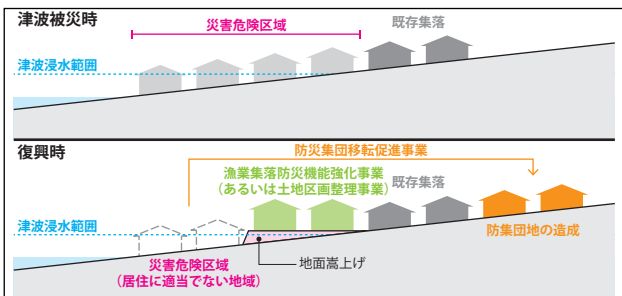 津波被災時
災害危険区域
既存集落
津波浸水範囲
復興時
防災集団移転促進事業
漁業集落防災機能強化事業
（あるいは土地区画整理事業）
既存集落
津波浸水範囲
防集団地の造成
災害危険区域
（居住に適当でない地域）
地面嵩上げ